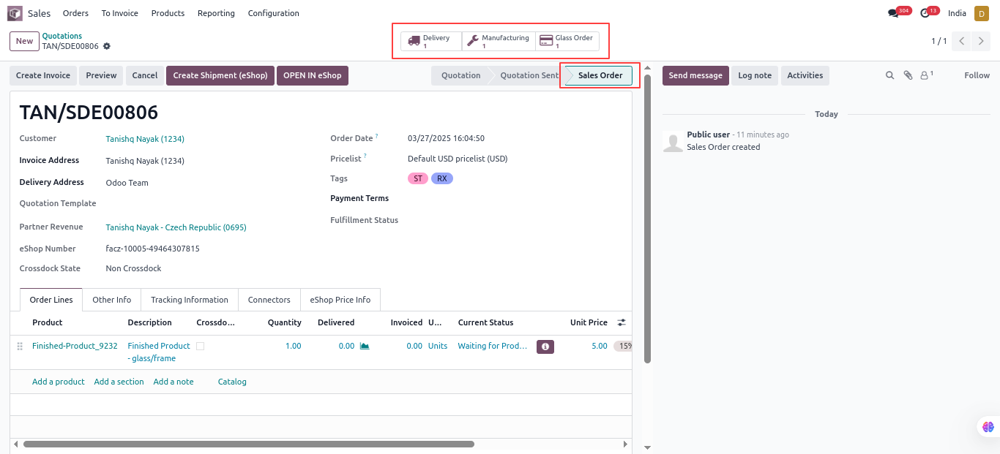 Sales Orders To Invoice Products Reporting Configuration 304 13 India D
New Quotations
TAN/SDE00806
Delivery 1
Manufacturing 1
Glass Order 1
1 / 1
Create Invoice Preview Cancel Create Shipment (eShop) OPEN IN eShop Quotation Quotation Sent Sales Order
Send message Log note Activities 1 Follow
TAN/SDE00806
Customer Tanishq Nayak (1234)
Invoice Address Tanishq Nayak (1234)
Delivery Address Odoo Team
Quotation Template
Partner Revenue Tanishq Nayak - Czech Republic (0695)
eShop Number facz-10005-49464307815
Crossdock State Non Crossdock
Order Date ? 03/27/2025 16:04:50
Pricelist ? Default USD pricelist (USD)
Tags ST RX
Payment Terms
Fulfillment Status
Order Lines Other Info Tracking Information Connectors eShop Price Info
Product Description Crossdo... Quantity Delivered Invoiced U... Current Status Unit Price
Finished-Product_9232 Finished Product 1.00 0.00 0.00 Units Waiting for Prod... 5.00 15%
- glass/frame
Add a product Add a section Add a note Catalog
Today
Public user - 11 minutes ago
Sales Order created